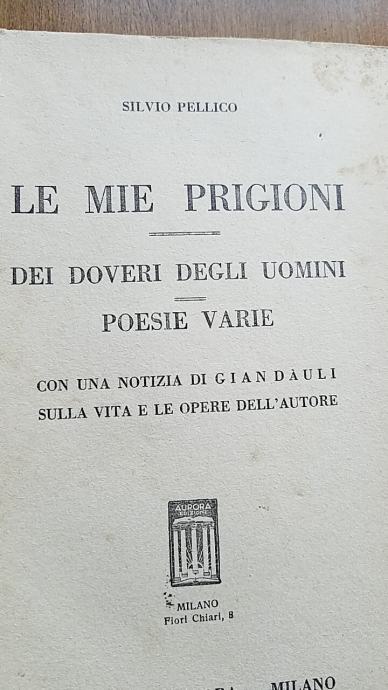 SILVIO PELLICO
LE MIE PRIGIONI
DEI DOVERI DEGLI UOMINI
POESIE VARIE
CON UNA NOTIZIA DI GIAN DÀULI
SULLA VITA E LE OPERE DELL'AUTORE
AURORA
EDIZIONI
MILANO
Fiori Chiari, 8
MILANO